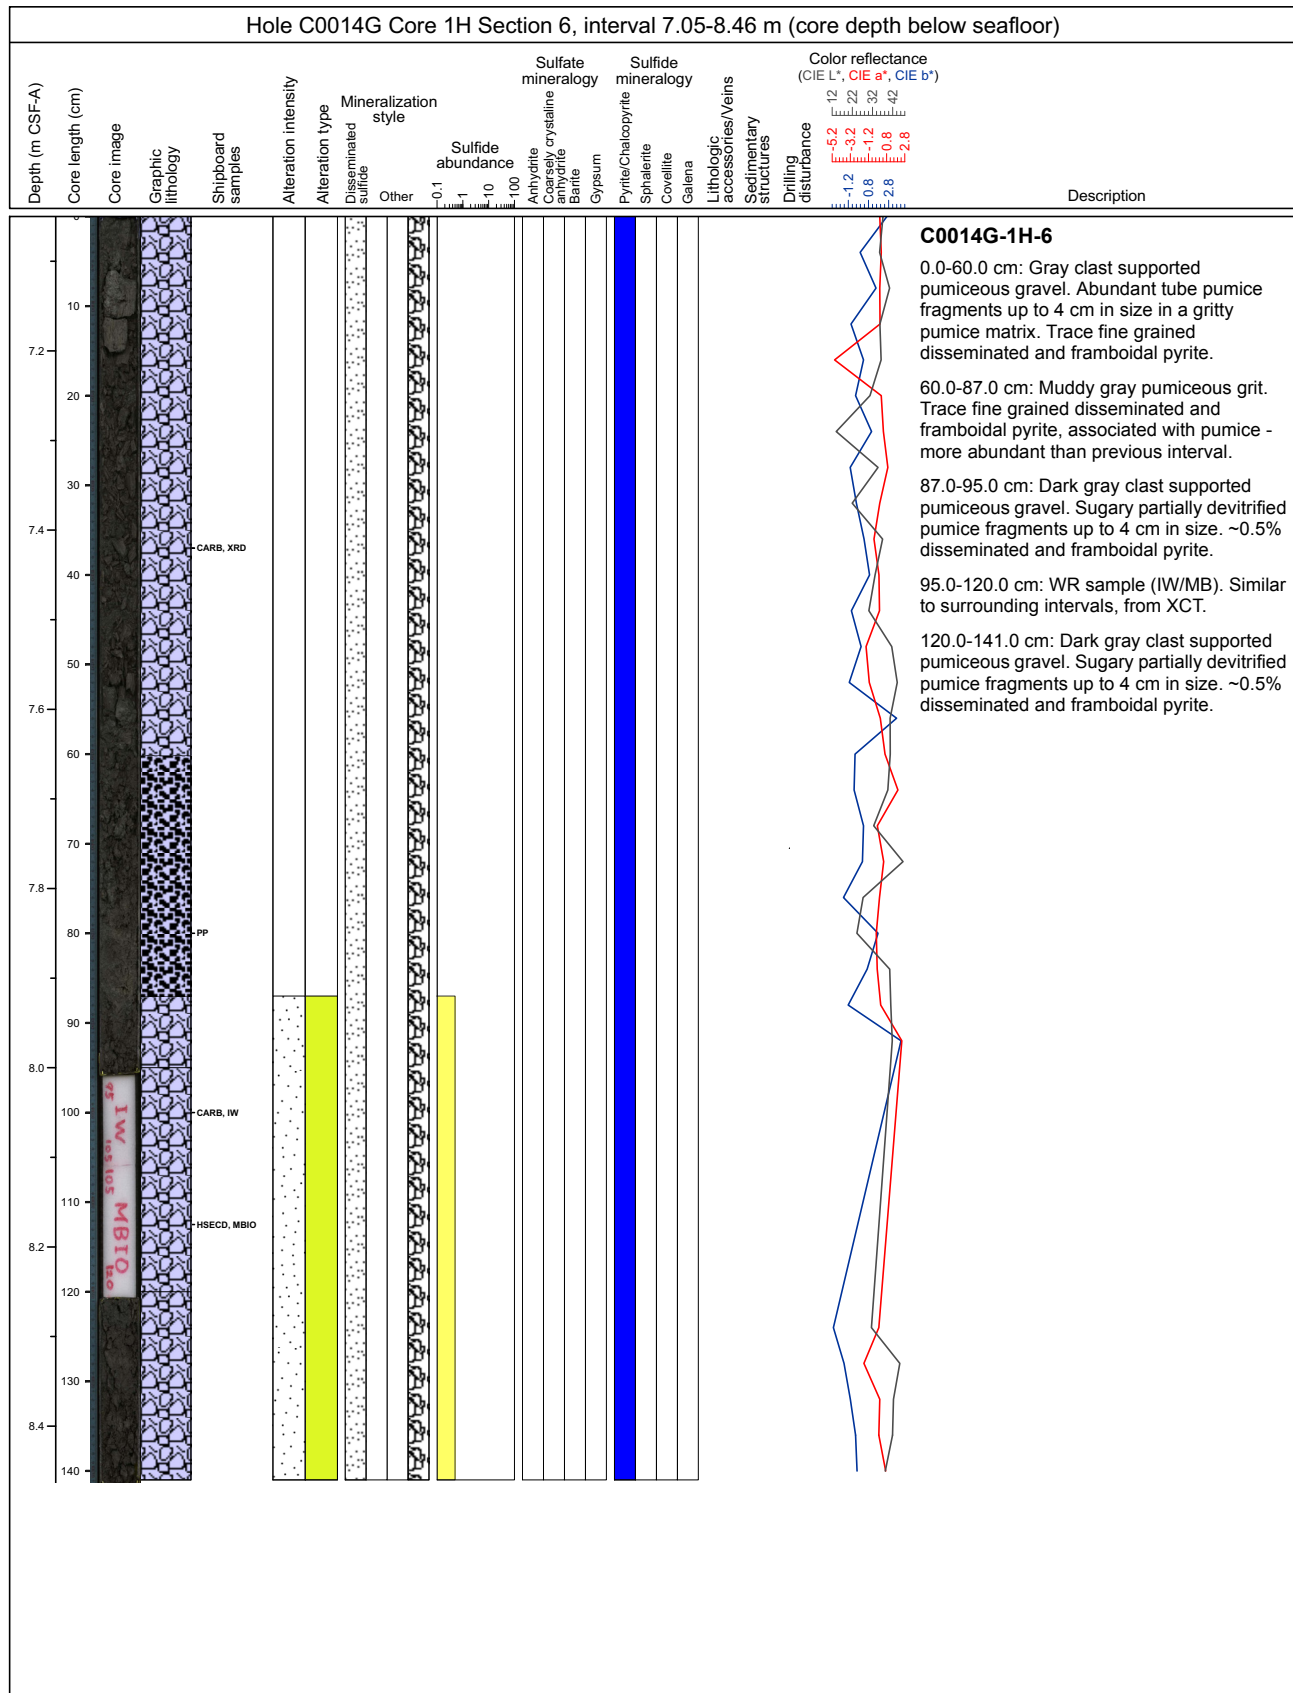 Hole C0014G Core 1H Section 6, interval 7.05-8.46 m (core depth below seafloor)
Depth (m CSF-A)
Core length (cm)
Core image
Graphic
lithology
Shipboard
samples
Alteration intensity
Alteration type
Mineralization
style
Disseminated
sulfide
Other
Sulfide
abundance
0.1
1
10
100
Sulfate
mineralogy
Anhydrite
Coarsely crystaline
anhydrite
Barite
Gypsum
Sulfide
mineralogy
Pyrite/Chalcopyrite
Sphalerite
Covellite
Galena
Lithologic
accessories/Veins
Sedimentary
structures
Drilling
disturbance
Color reflectance
(CIE L*, CIE a*, CIE b*)
12
22
32
42
-5.2
-3.2
-1.2
0.8
2.8
-1.2
0.8
2.8
Description
7.2
7.4
7.6
7.8
8.0
8.2
8.4
0
10
20
30
40
50
60
70
80
90
100
110
120
130
140
95 IW 105 105 MBIO 120
CARB, XRD
PP
CARB, IW
HSECD, MBIO
C0014G-1H-6
0.0-60.0 cm: Gray clast supported
pumiceous gravel. Abundant tube pumice
fragments up to 4 cm in size in a gritty
pumice matrix. Trace fine grained
disseminated and framboidal pyrite.
60.0-87.0 cm: Muddy gray pumiceous grit.
Trace fine grained disseminated and
framboidal pyrite, associated with pumice -
more abundant than previous interval.
87.0-95.0 cm: Dark gray clast supported
pumiceous gravel. Sugary partially devitrified
pumice fragments up to 4 cm in size. ~0.5%
disseminated and framboidal pyrite.
95.0-120.0 cm: WR sample (IW/MB). Similar
to surrounding intervals, from XCT.
120.0-141.0 cm: Dark gray clast supported
pumiceous gravel. Sugary partially devitrified
pumice fragments up to 4 cm in size. ~0.5%
disseminated and framboidal pyrite.